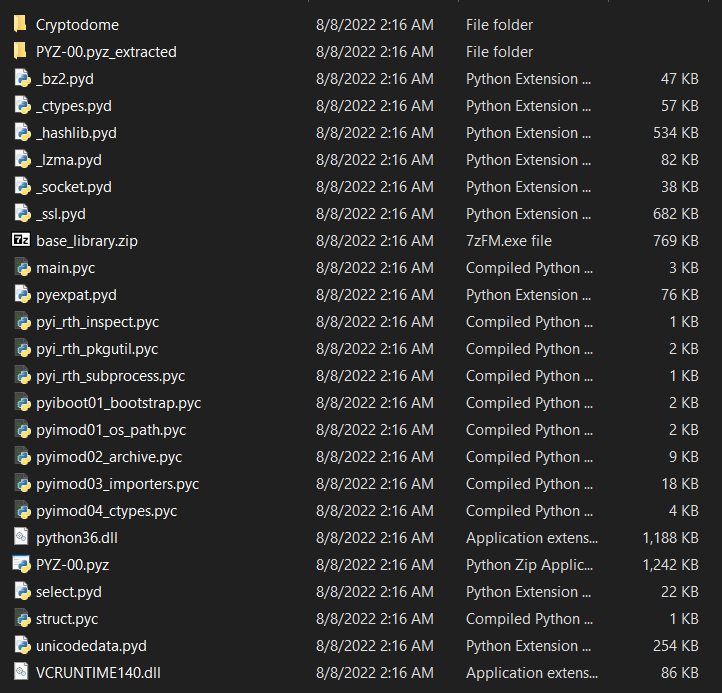 Cryptodome 8/8/2022 2:16 AM File folder
PYZ-00.pyz_extracted 8/8/2022 2:16 AM File folder
_bz2.pyd 8/8/2022 2:16 AM Python Extension ... 47 KB
_ctypes.pyd 8/8/2022 2:16 AM Python Extension ... 57 KB
_hashlib.pyd 8/8/2022 2:16 AM Python Extension ... 534 KB
_lzma.pyd 8/8/2022 2:16 AM Python Extension ... 82 KB
_socket.pyd 8/8/2022 2:16 AM Python Extension ... 38 KB
_ssl.pyd 8/8/2022 2:16 AM Python Extension ... 682 KB
7z base_library.zip 8/8/2022 2:16 AM 7zFM.exe file 769 KB
main.pyc 8/8/2022 2:16 AM Compiled Python ... 3 KB
pyexpat.pyd 8/8/2022 2:16 AM Python Extension ... 76 KB
pyi_rth_inspect.pyc 8/8/2022 2:16 AM Compiled Python ... 1 KB
pyi_rth_pkgutil.pyc 8/8/2022 2:16 AM Compiled Python ... 2 KB
pyi_rth_subprocess.pyc 8/8/2022 2:16 AM Compiled Python ... 1 KB
pyiboot01_bootstrap.pyc 8/8/2022 2:16 AM Compiled Python ... 2 KB
pyimod01_os_path.pyc 8/8/2022 2:16 AM Compiled Python ... 2 KB
pyimod02_archive.pyc 8/8/2022 2:16 AM Compiled Python ... 9 KB
pyimod03_importers.pyc 8/8/2022 2:16 AM Compiled Python ... 18 KB
pyimod04_ctypes.pyc 8/8/2022 2:16 AM Compiled Python ... 4 KB
python36.dll 8/8/2022 2:16 AM Application extens... 1,188 KB
PYZ-00.pyz 8/8/2022 2:16 AM Python Zip Applic... 1,242 KB
select.pyd 8/8/2022 2:16 AM Python Extension ... 22 KB
struct.pyc 8/8/2022 2:16 AM Compiled Python ... 1 KB
unicodedata.pyd 8/8/2022 2:16 AM Python Extension ... 254 KB
VCRUNTIME140.dll 8/8/2022 2:16 AM Application extens... 86 KB